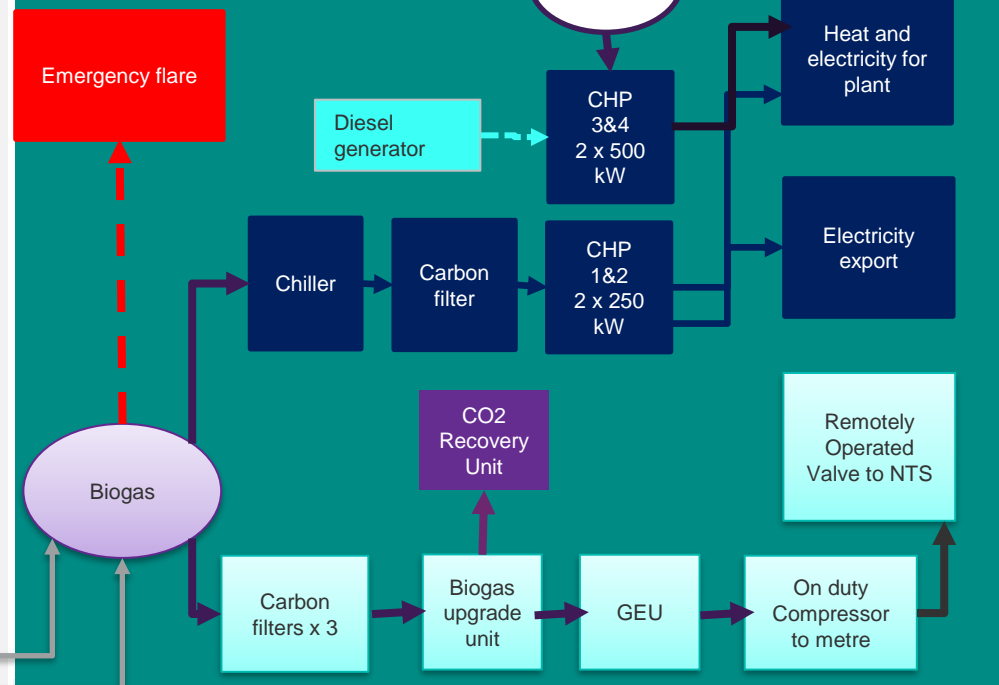 Emergency flare
Heat and
electricity for
plant
CHP
3&4
2 x 500
kW
Diesel
generator
Electricity
export
Chiller
Carbon
filter
CHP
1&2
2 x 250
kW
CO2
Recovery
Unit
Remotely
Operated
Valve to NTS
Biogas
Carbon
filters x 3
Biogas
upgrade
unit
GEU
On duty
Compressor
to metre